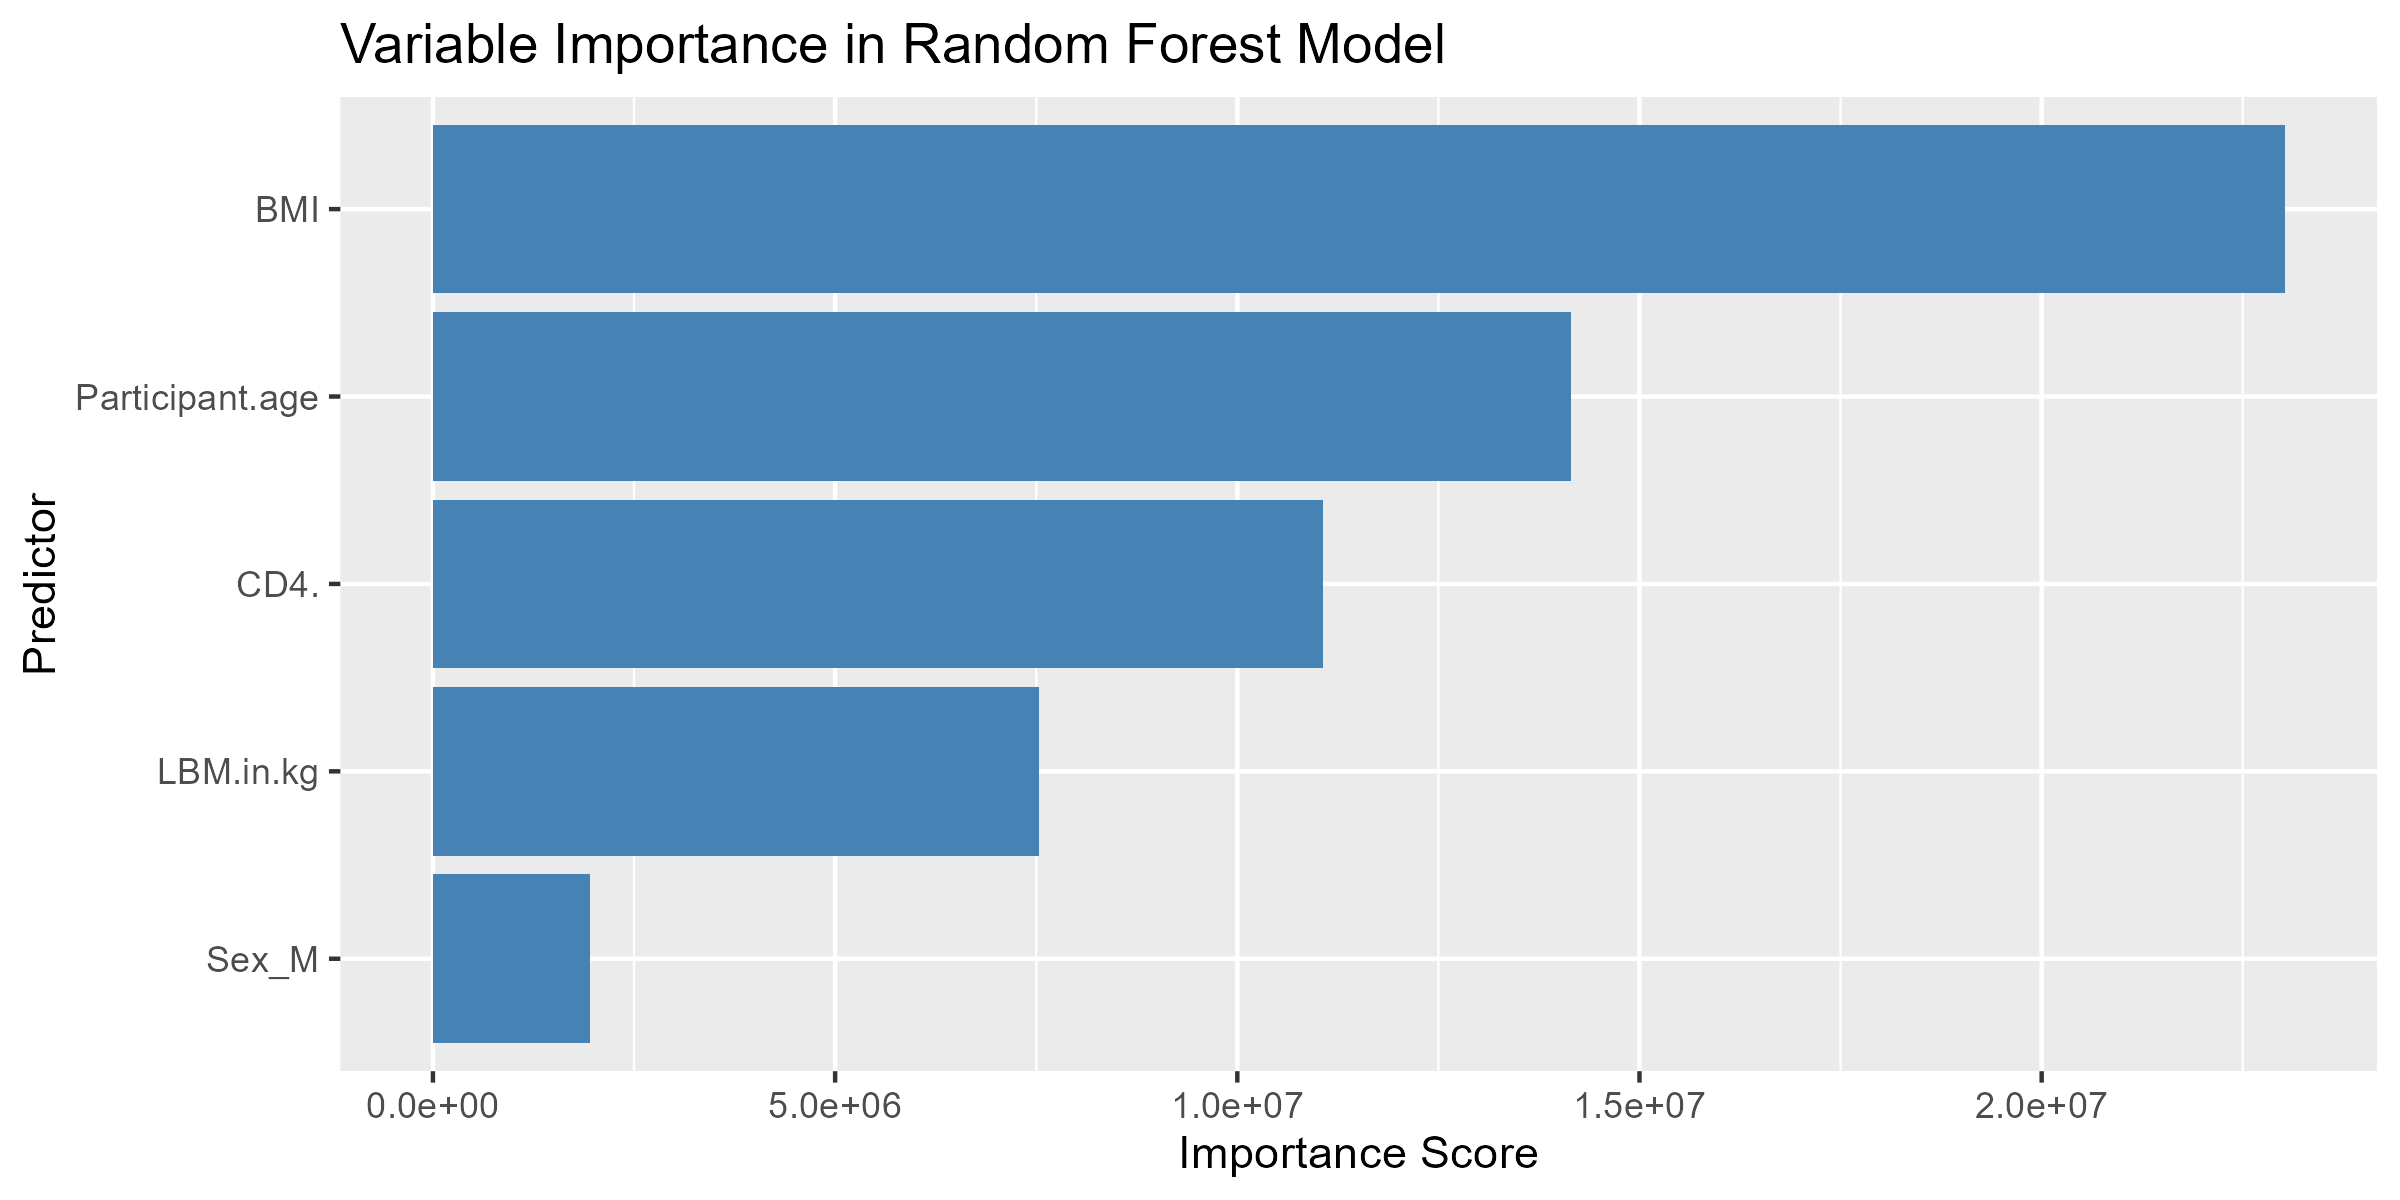 Variable Importance in Random Forest Model
Predictor
BMI
Participant.age
CD4.
LBM.in.kg
Sex_M
0.0e+00 5.0e+06 1.0e+07 1.5e+07 2.0e+07
Importance Score